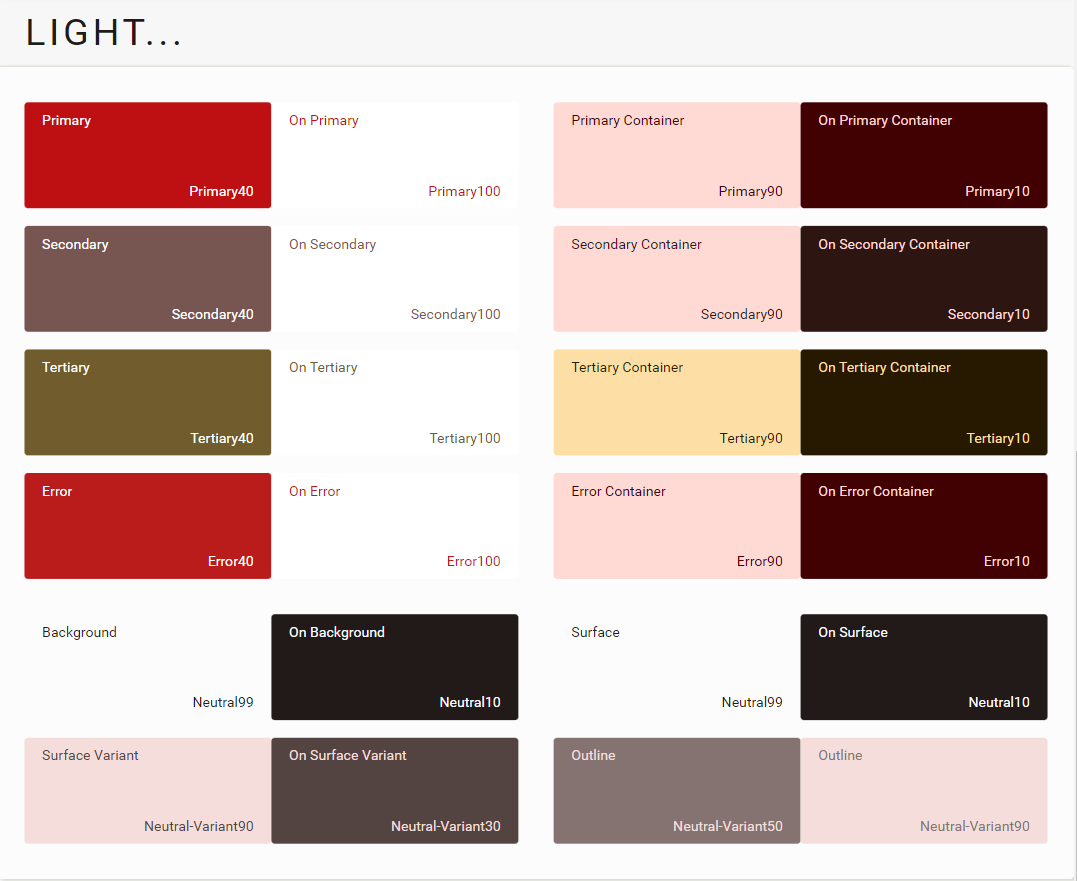 LIGHT...
Primary
On Primary
Primary Container
On Primary Container
Primary40
Primary100
Primary90
Primary10
Secondary
On Secondary
Secondary Container
On Secondary Container
Secondary40
Secondary100
Secondary90
Secondary10
Tertiary
On Tertiary
Tertiary Container
On Tertiary Container
Tertiary40
Tertiary100
Tertiary90
Tertiary10
Error
On Error
Error Container
On Error Container
Error40
Error100
Error90
Error10
Background
On Background
Surface
On Surface
Neutral99
Neutral10
Neutral99
Neutral10
Surface Variant
On Surface Variant
Outline
Outline
Neutral-Variant90
Neutral-Variant30
Neutral-Variant50
Neutral-Variant90